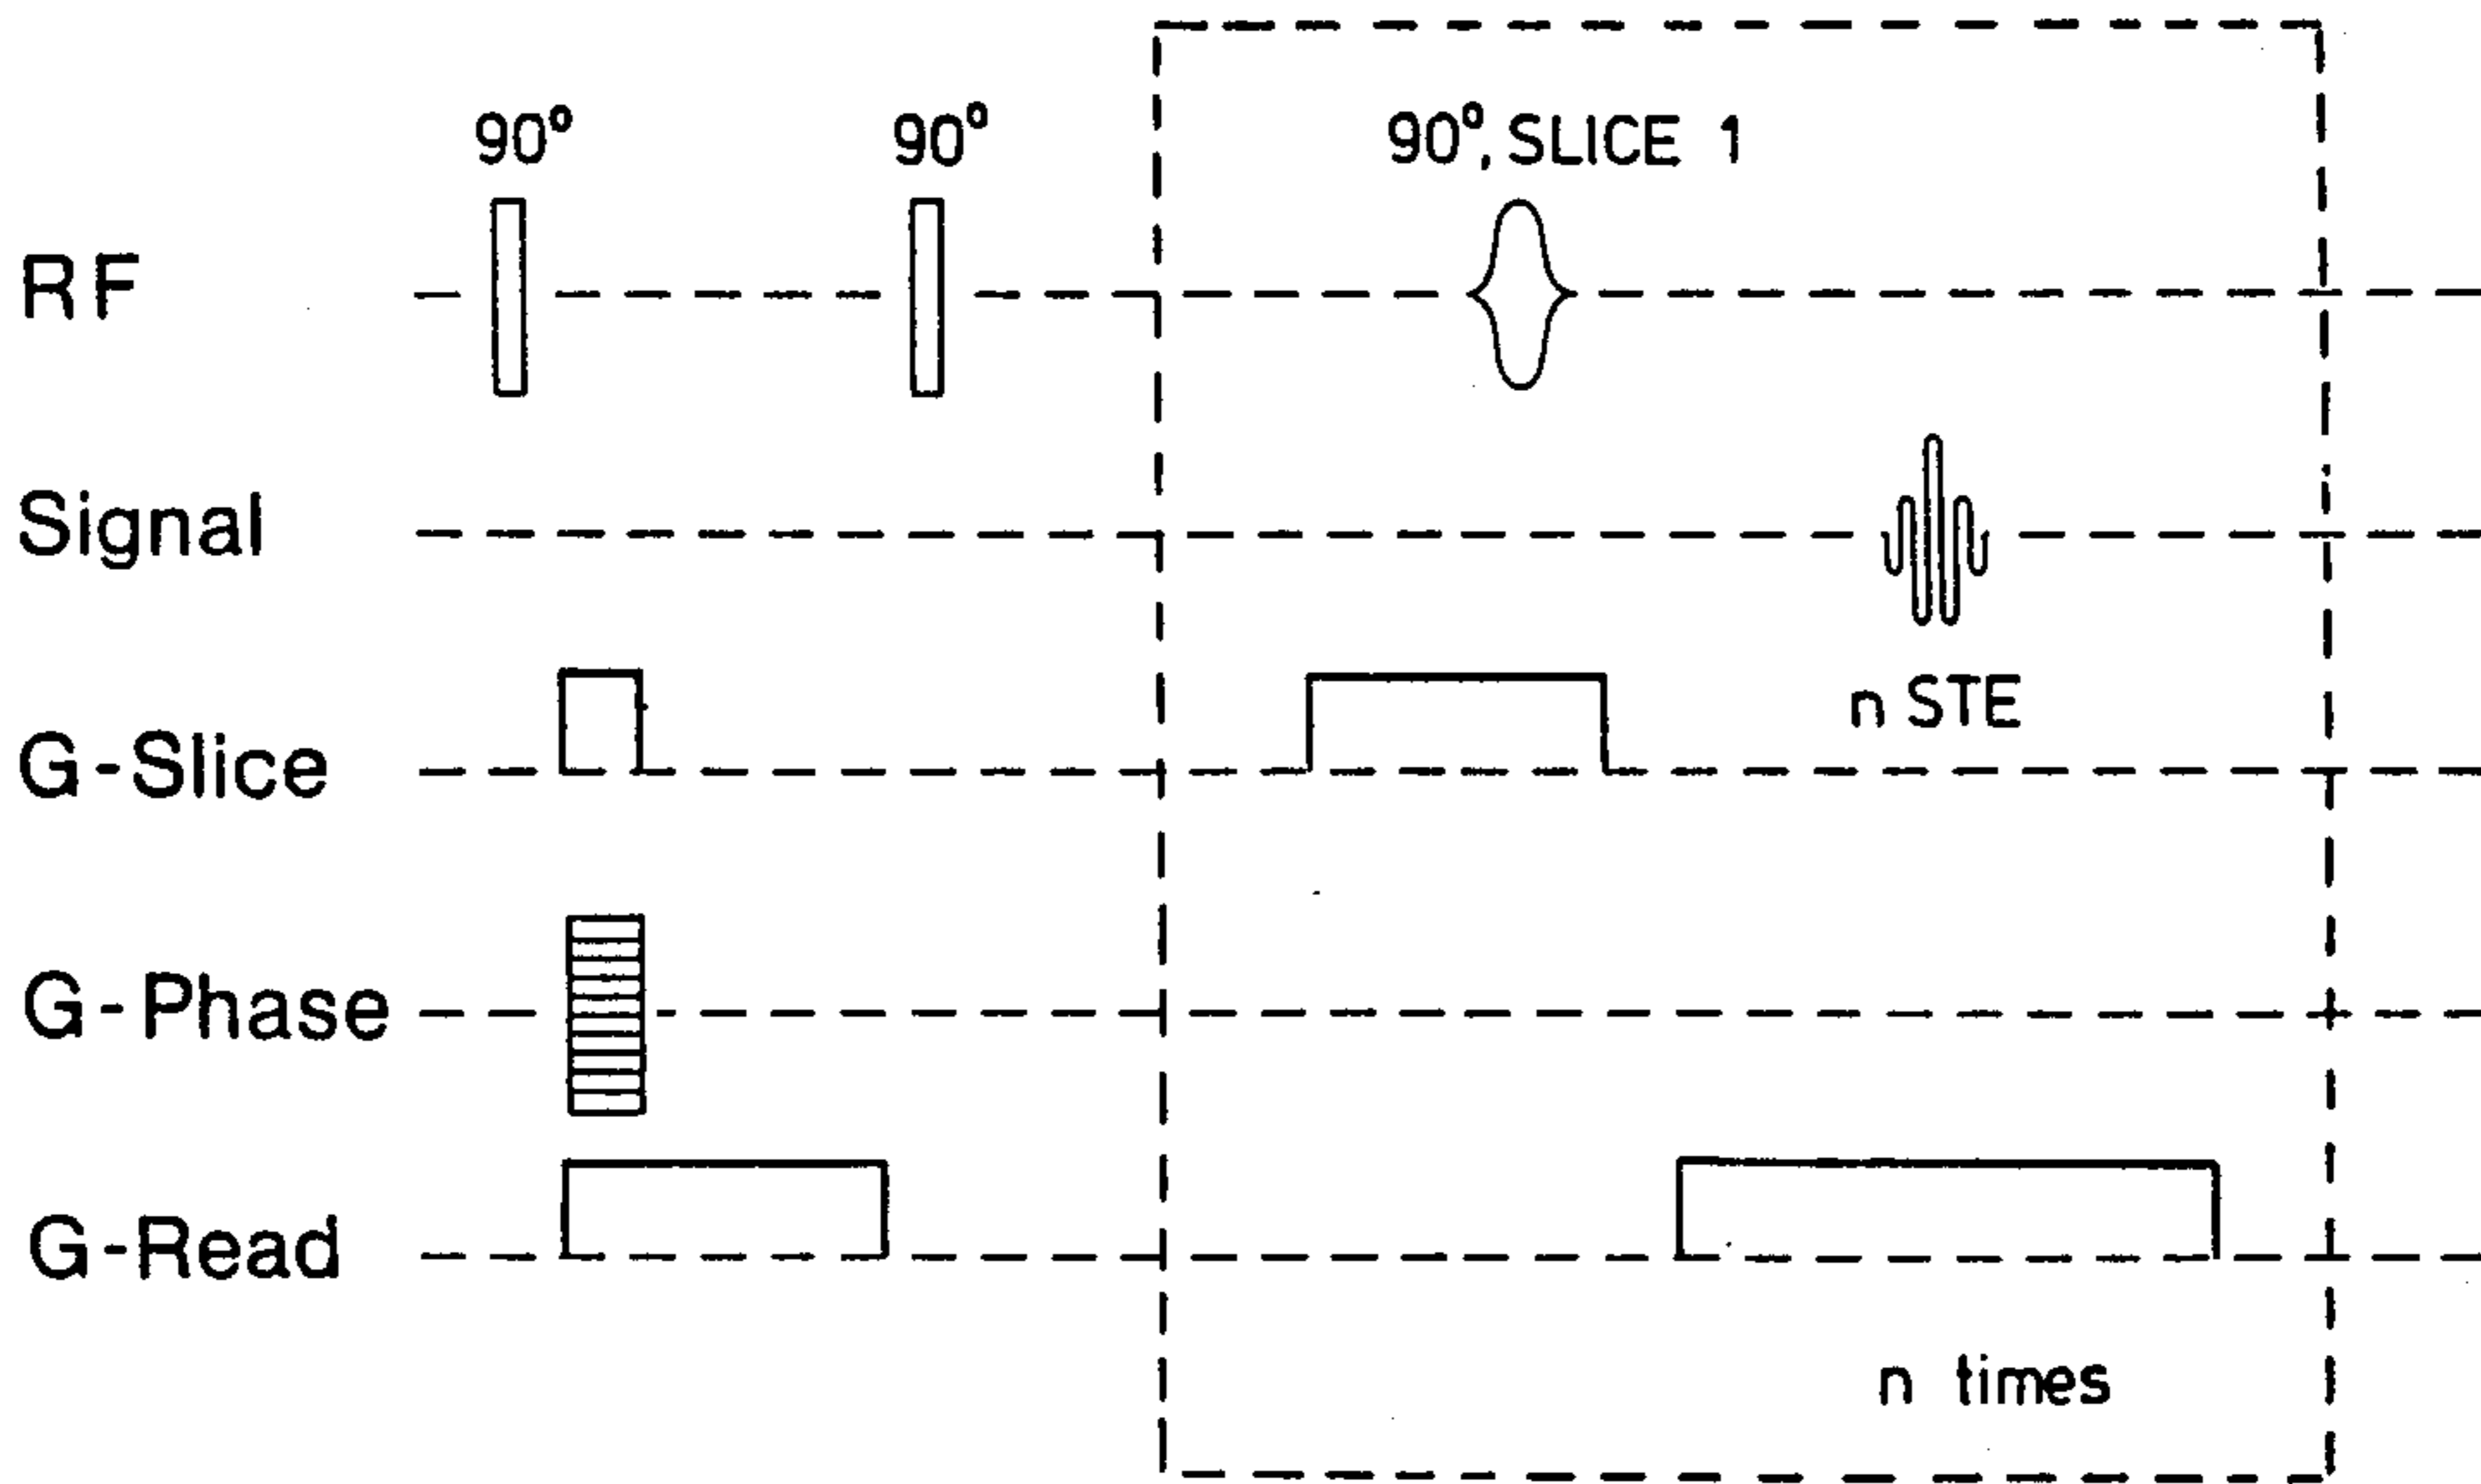 90° 90° 90°, SLICE 1
RF
Signal
n STE
G-Slice
G-Phase
G-Read
n times